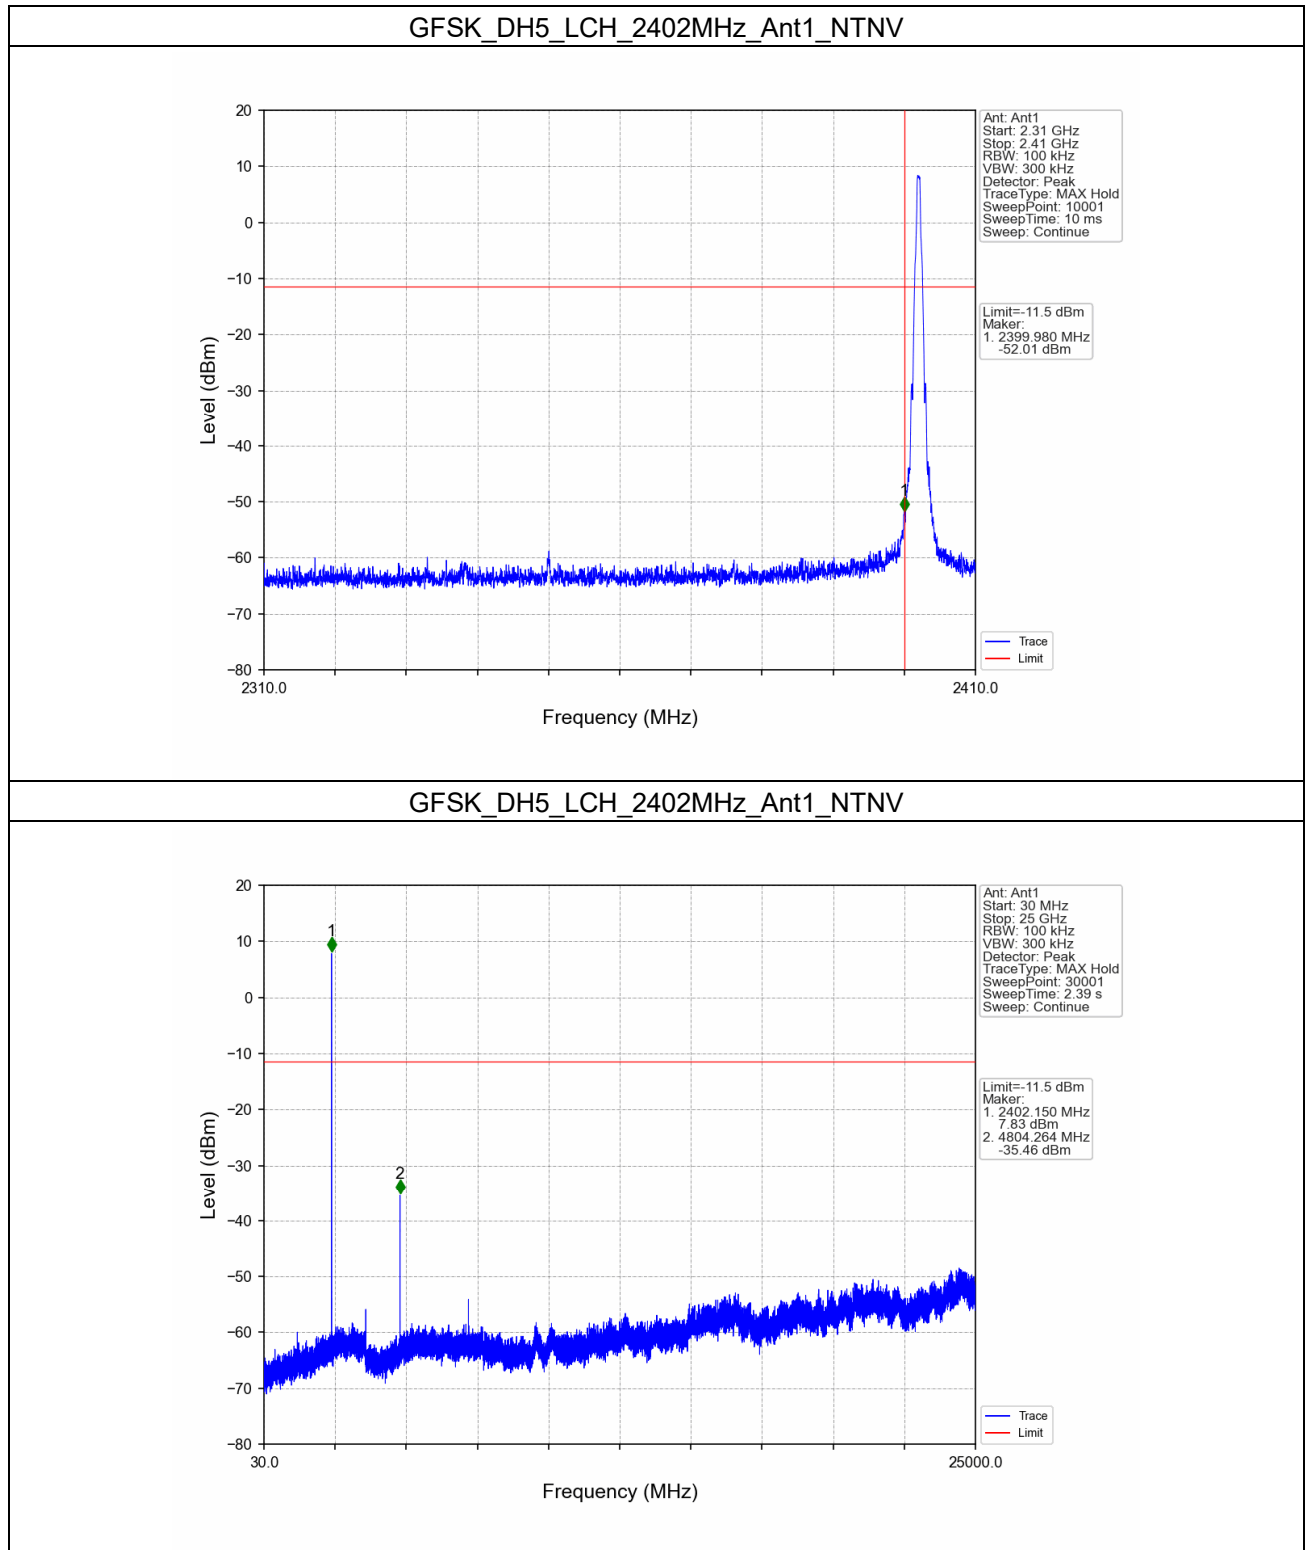 GFSK_DH5_LCH_2402MHz_Ant1_NTNV
20
10
0
−10
−20
−30
−40
−50
−60
−70
−80
Level (dBm)
1
2310.0
2410.0
Frequency (MHz)
Ant: Ant1
Start: 2.31 GHz
Stop: 2.41 GHz
RBW: 100 kHz
VBW: 300 kHz
Detector: Peak
TraceType: MAX Hold
SweepPoint: 10001
SweepTime: 10 ms
Sweep: Continue
Limit=-11.5 dBm
Maker:
1. 2399.980 MHz
-52.01 dBm
Trace
Limit
GFSK_DH5_LCH_2402MHz_Ant1_NTNV
20
10
0
−10
−20
−30
−40
−50
−60
−70
−80
Level (dBm)
1
2
30.0
25000.0
Frequency (MHz)
Ant: Ant1
Start: 30 MHz
Stop: 25 GHz
RBW: 100 kHz
VBW: 300 kHz
Detector: Peak
TraceType: MAX Hold
SweepPoint: 30001
SweepTime: 2.39 s
Sweep: Continue
Limit=-11.5 dBm
Maker:
1. 2402.150 MHz
7.83 dBm
2. 4804.264 MHz
-35.46 dBm
Trace
Limit